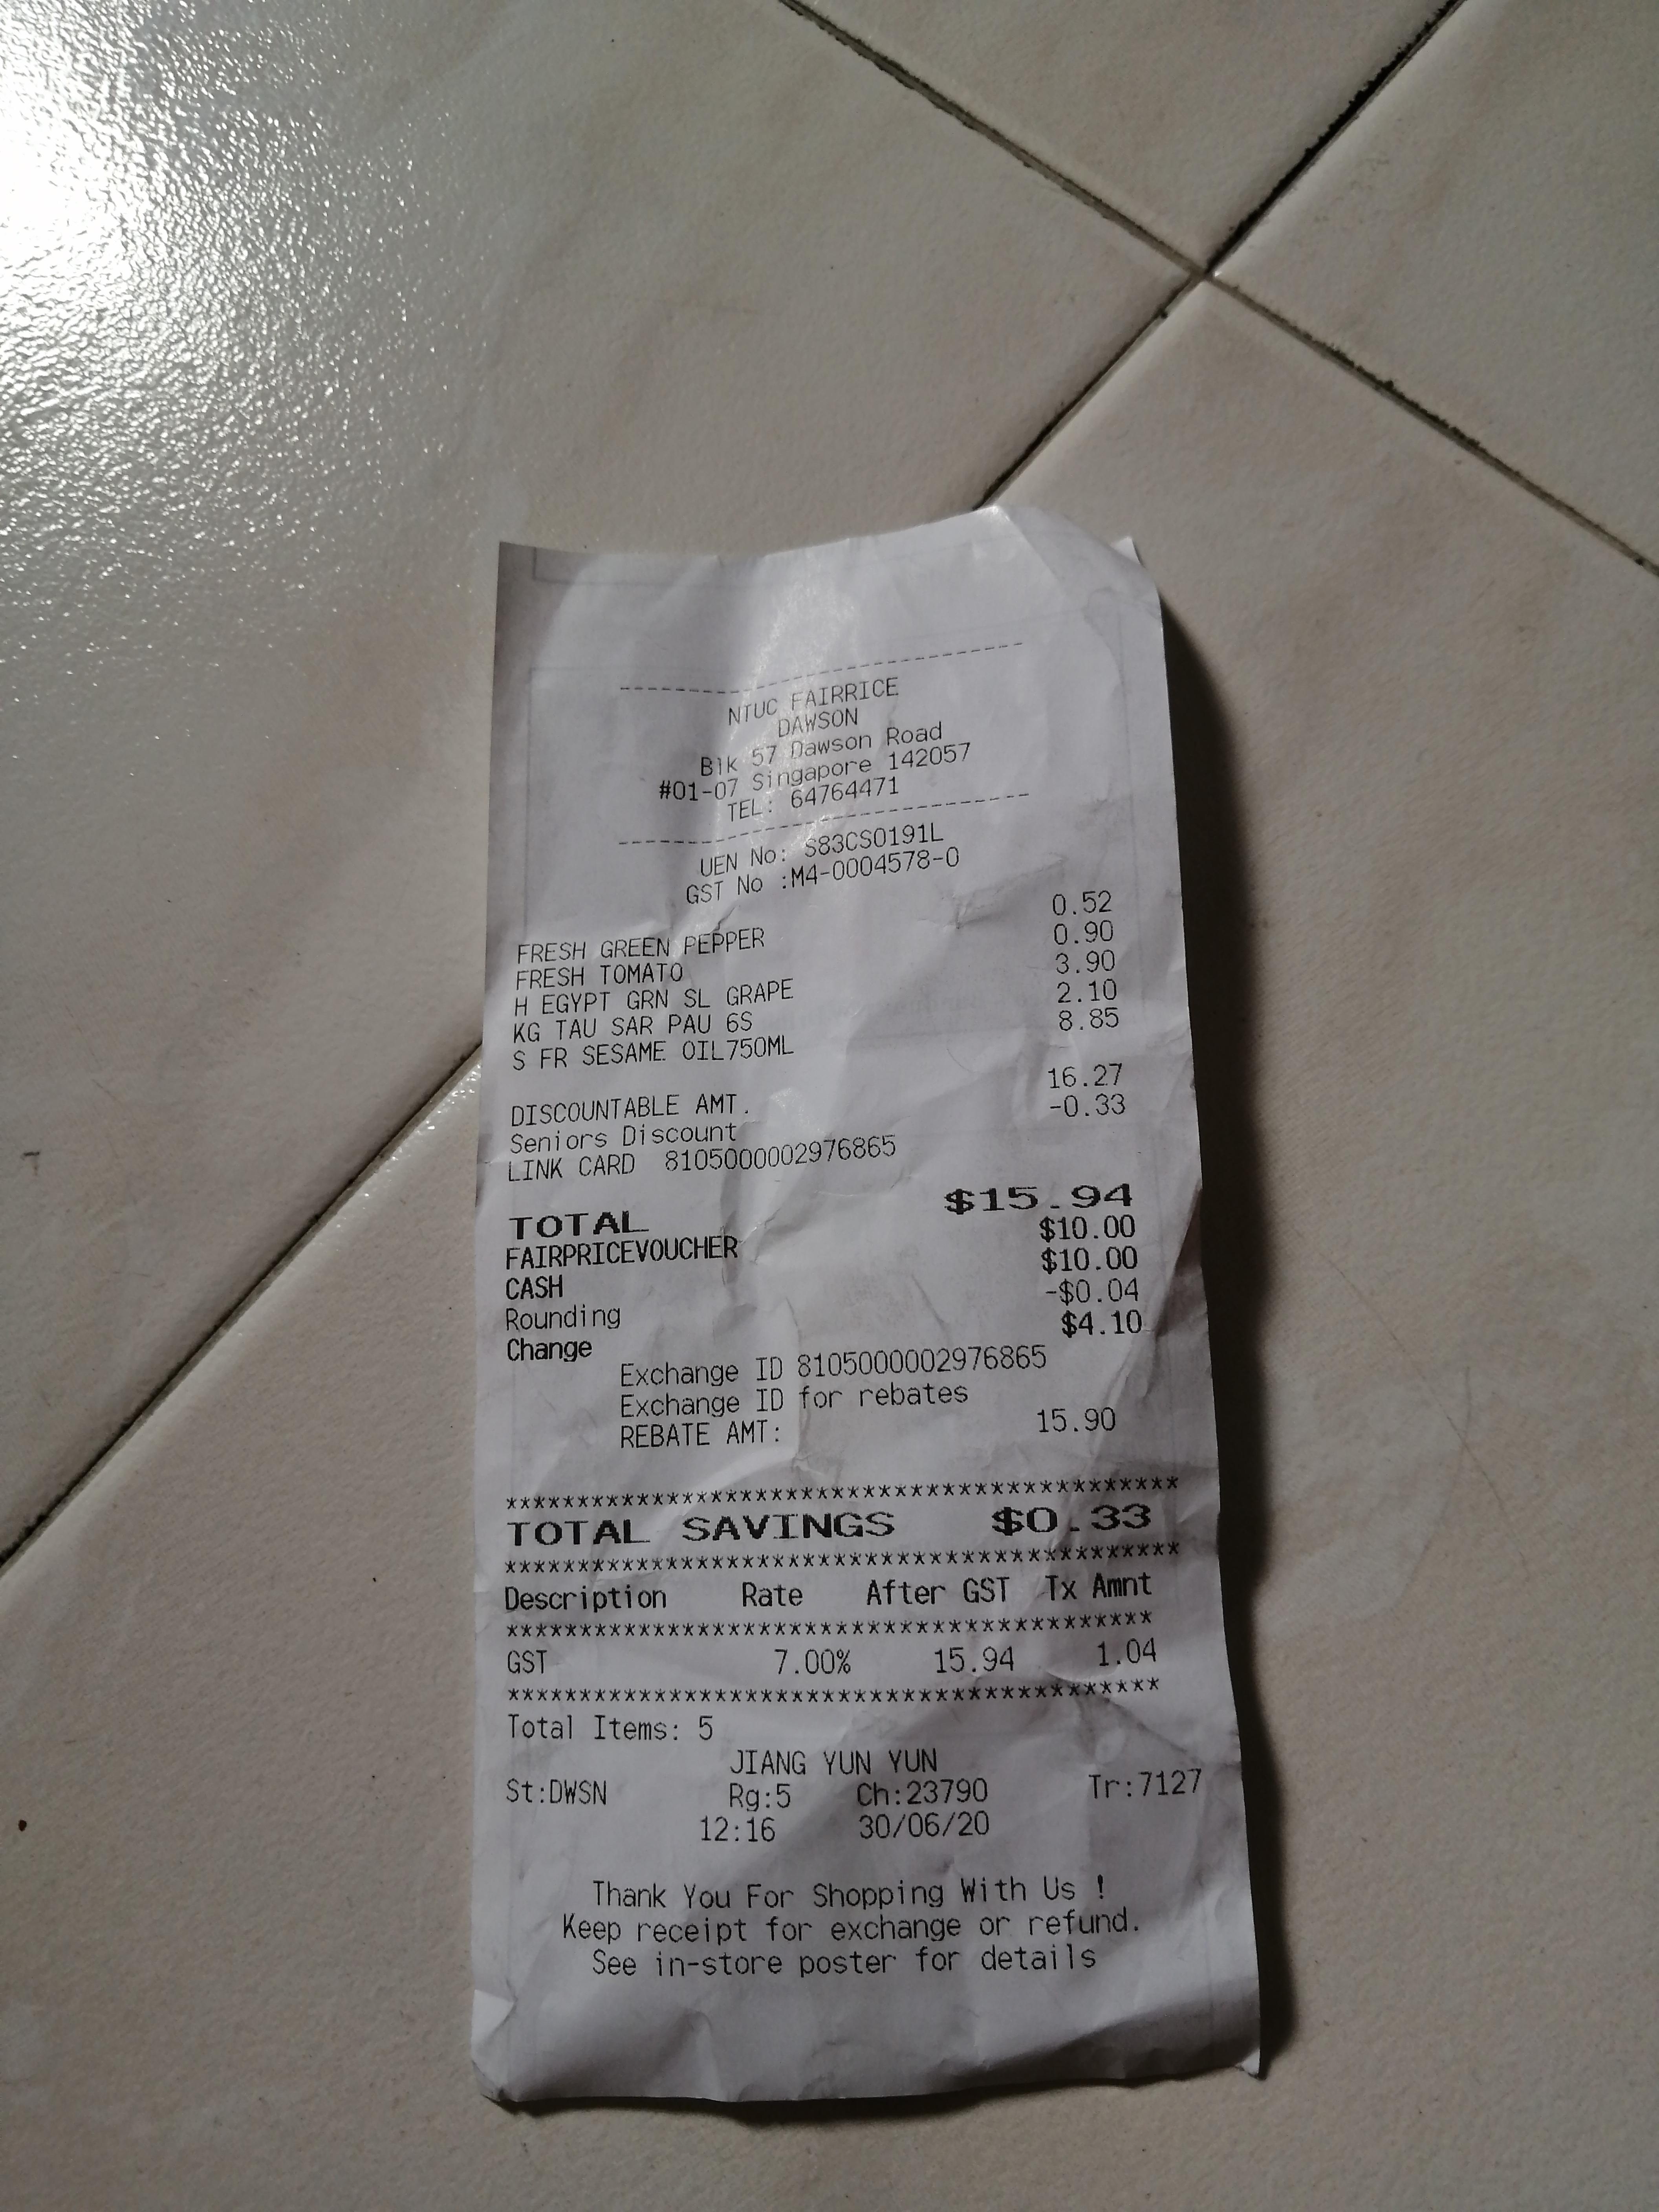 NTUC FAIRRICE
DAWSON
Blk 57 Dawson Road
#01-07 Singapore 142057
TEL: 64764471
UEN No: S83CS0191L
GST No :M4-0004578-0
FRESH GREEN PEPPER 0.52
FRESH TOMATO 0.90
H EGYPT GRN SL GRAPE 3.90
KG TAU SAR PAU 6S 2.10
S FR SESAME OIL750ML 8.85
DISCOUNTABLE AMT. 16.27
Seniors Discount -0.33
LINK CARD 8105000002976865
TOTAL $15.94
FAIRPRICEVOUCHER $10.00
CASH $10.00
Rounding -$0.04
Change $4.10
Exchange ID 8105000002976865
Exchange ID for rebates
REBATE AMT: 15.90
***********************************************
TOTAL SAVINGS $0.33
***********************************************
Description Rate After GST Tx Amnt
*********************************************
GST 7.00% 15.94 1.04
*********************************************
Total Items: 5
JIANG YUN YUN
St:DWSN Rg:5 Ch:23790 Tr:7127
12:16 30/06/20
Thank You For Shopping With Us !
Keep receipt for exchange or refund.
See in-store poster for details